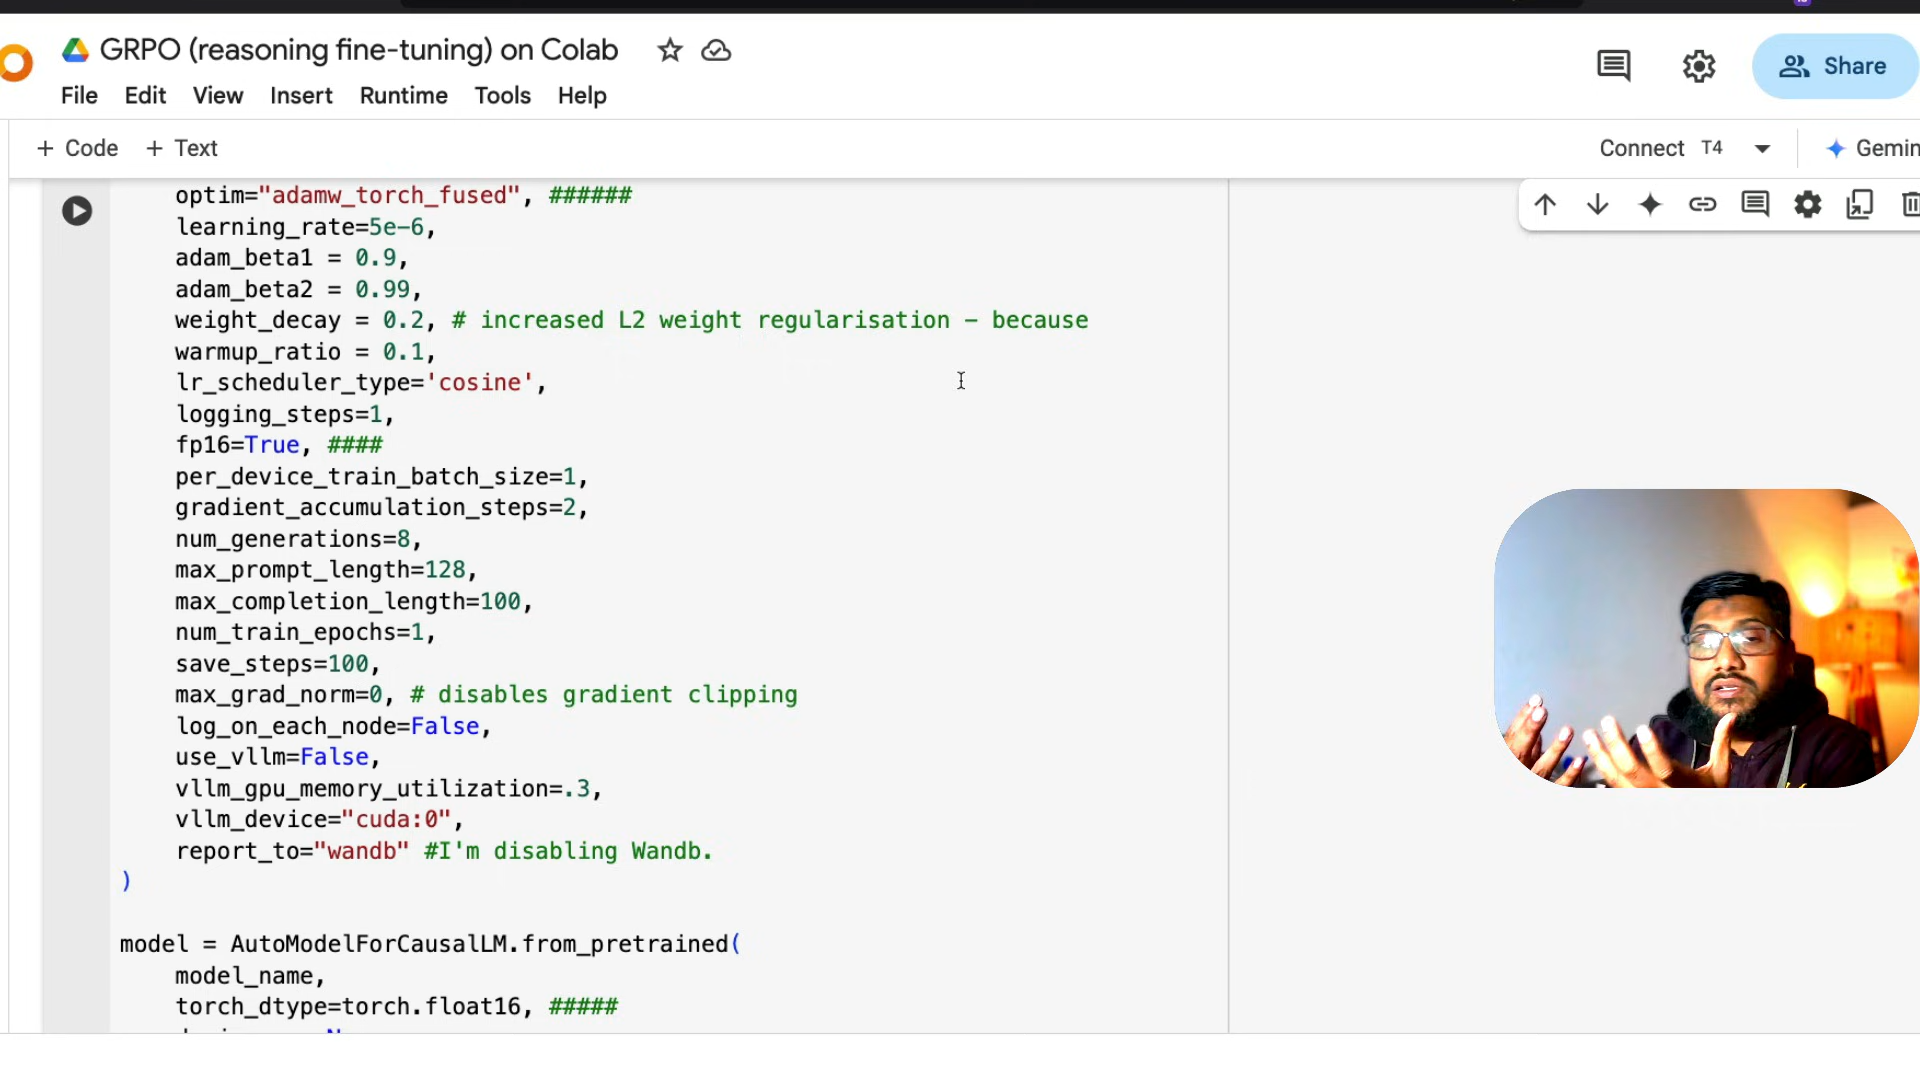 GRPO (reasoning fine-tuning) on Colab
File Edit View Insert Runtime Tools Help
Share
+ Code + Text
Connect T4
optim="adamw_torch_fused", ######
learning_rate=5e-6,
adam_beta1 = 0.9,
adam_beta2 = 0.99,
weight_decay = 0.2, # increased L2 weight regularisation - because
warmup_ratio = 0.1,
lr_scheduler_type='cosine',
logging_steps=1,
fp16=True, ####
per_device_train_batch_size=1,
gradient_accumulation_steps=2,
num_generations=8,
max_prompt_length=128,
max_completion_length=100,
num_train_epochs=1,
save_steps=100,
max_grad_norm=0, # disables gradient clipping
log_on_each_node=False,
use_vllm=False,
vllm_gpu_memory_utilization=.3,
vllm_device="cuda:0",
report_to="wandb" #I'm disabling Wandb.
)
model = AutoModelForCausalLM.from_pretrained(
model_name,
torch_dtype=torch.float16, #####